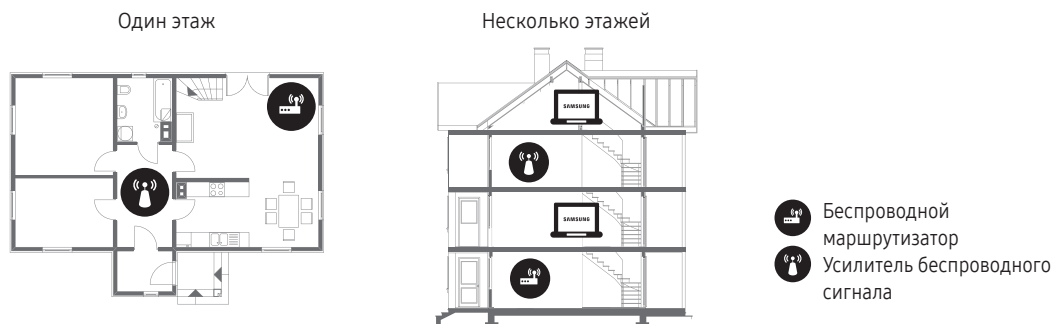 Один этаж
Несколько этажей
SAMSUNG
SAMSUNG
Беспроводной
маршрутизатор
Усилитель беспроводного
сигнала